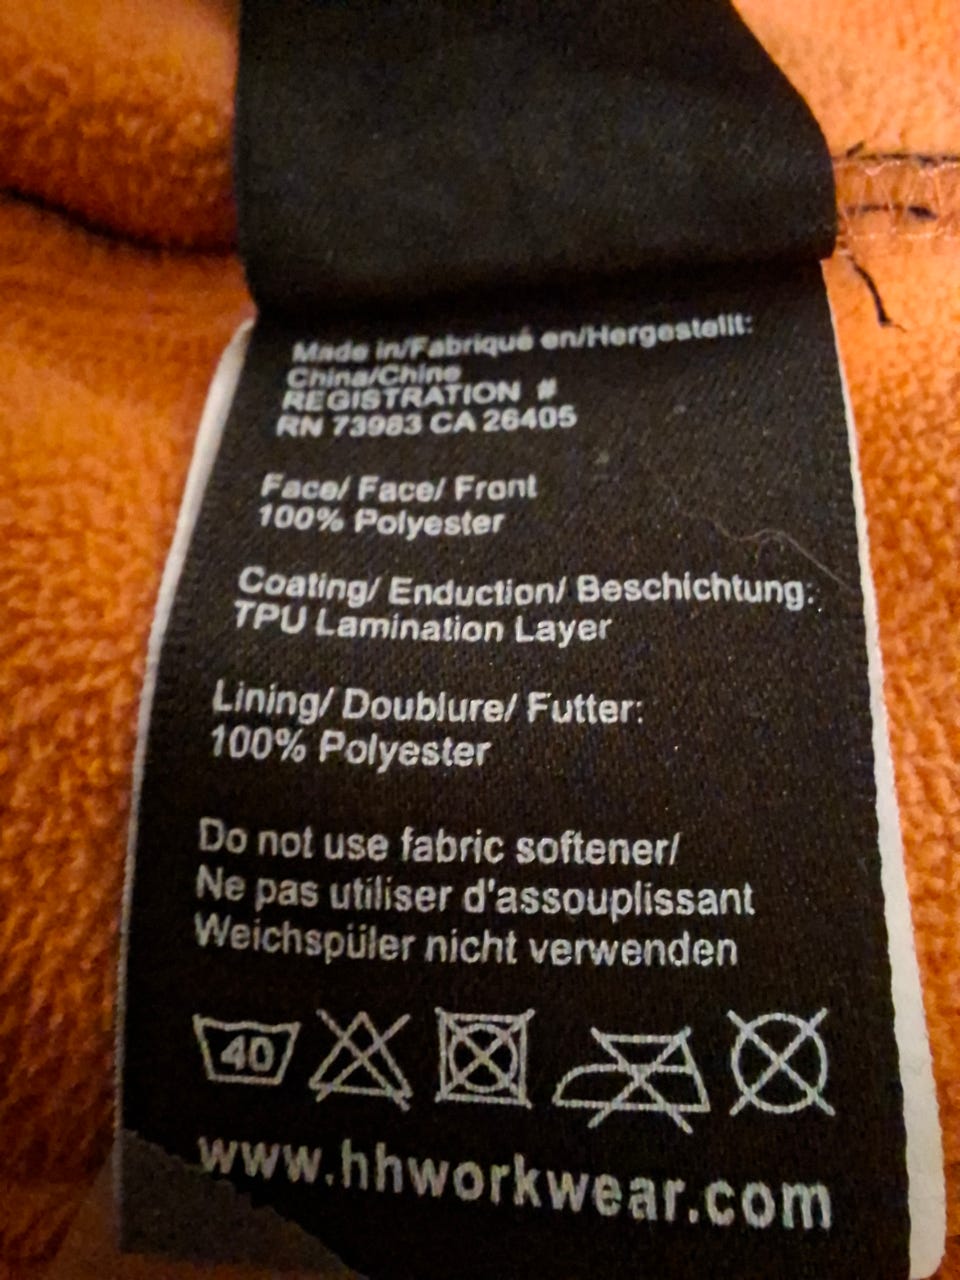 Made in/Fabriqué en/Hergestellt:
China/Chine
REGISTRATION #
RN 73983 CA 26405
Face/ Face/ Front
100% Polyester
Coating/ Enduction/ Beschichtung:
TPU Lamination Layer
Lining/ Doublure/ Futter:
100% Polyester
Do not use fabric softener/
Ne pas utiliser d'assouplissant
Weichspüler nicht verwenden
40
www.hhworkwear.com